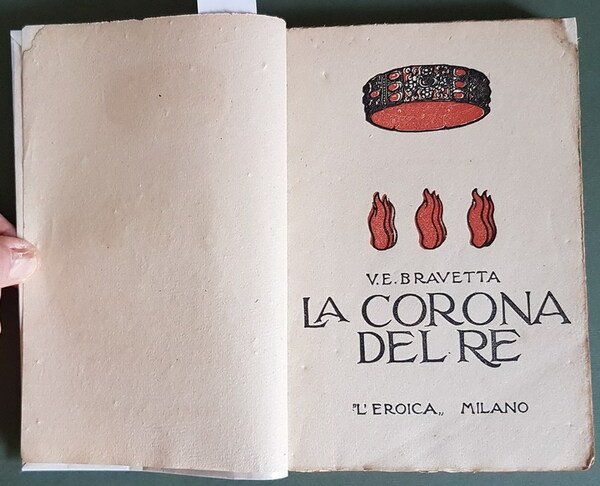 V.E.BRAVETTA
LA CORONA
DEL RE
"L'EROICA„ MILANO